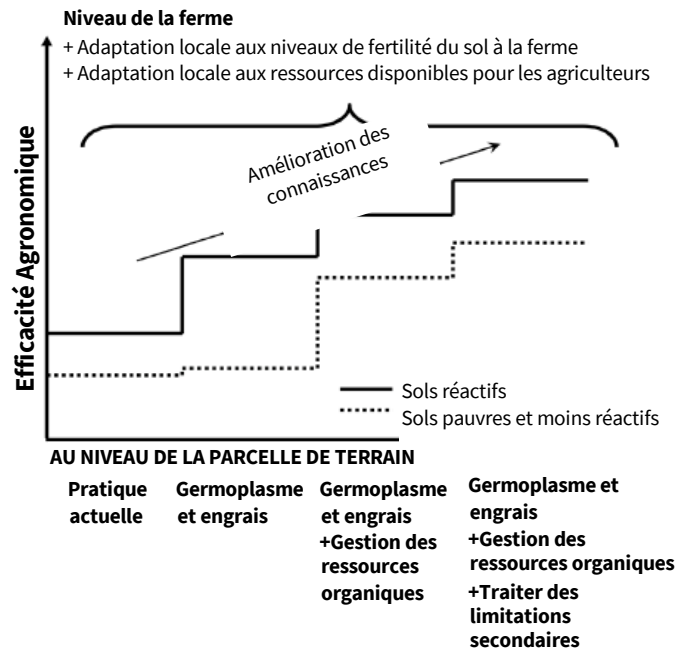 Niveau de la ferme
+ Adaptation locale aux niveaux de fertilité du sol à la ferme
+ Adaptation locale aux ressources disponibles pour les agriculteurs
Efficacité Agronomique
Amélioration des
connaissances
Sols réactifs
Sols pauvres et moins réactifs
AU NIVEAU DE LA PARCELLE DE TERRAIN
Pratique
actuelle
Germoplasme
et engrais
Germoplasme
et engrais
+Gestion des
ressources
organiques
Germoplasme et
engrais
+Gestion des
ressources organiques
+Traiter des
limitations
secondaires